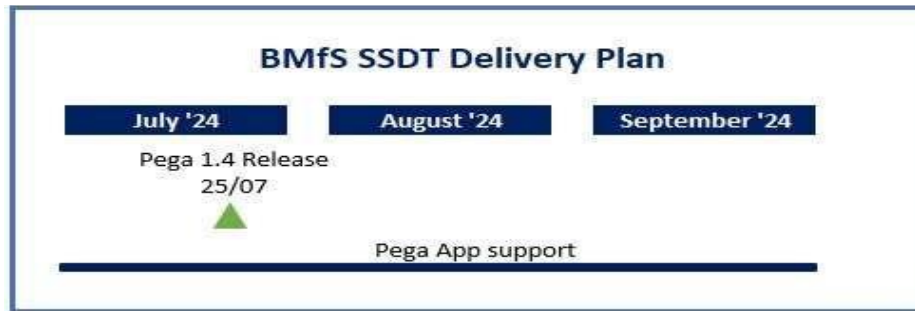 BMfS SSDT Delivery Plan
July '24 August '24 September '24
Pega 1.4 Release
25/07
Pega App support